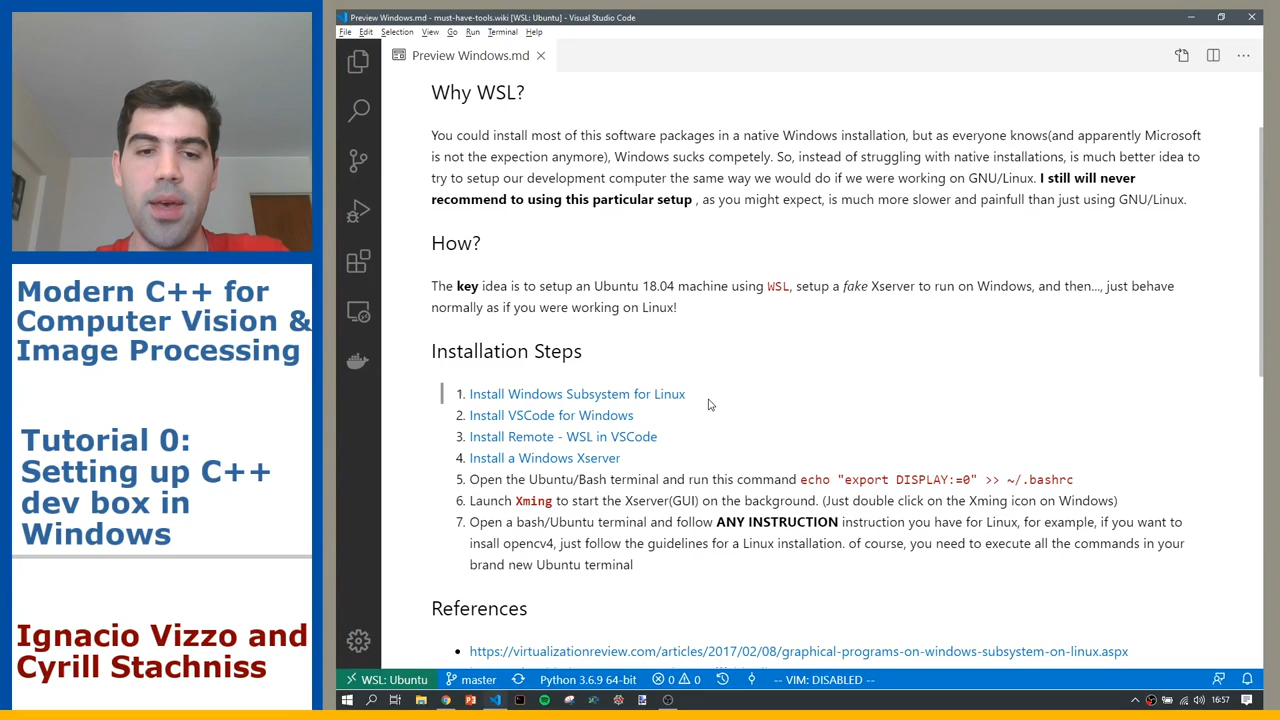 Modern C++ for
Computer Vision &
Image Processing
Tutorial 0:
Setting up C++
dev box in
Windows
Ignacio Vizzo and
Cyrill Stachniss
Preview Windows.md - must-have-tools.wiki [WSL: Ubuntu] - Visual Studio Code
File Edit Selection View Go Run Terminal Help
Preview Windows.md
Why WSL?
You could install most of this software packages in a native Windows installation, but as everyone knows(and apparently Microsoft
is not the expection anymore), Windows sucks competely. So, instead of struggling with native installations, is much better idea to
try to setup our development computer the same way we would do if we were working on GNU/Linux. I still will never
recommend to using this particular setup , as you might expect, is much more slower and painfull than just using GNU/Linux.
How?
The key idea is to setup an Ubuntu 18.04 machine using WSL, setup a fake Xserver to run on Windows, and then..., just behave
normally as if you were working on Linux!
Installation Steps
1. Install Windows Subsystem for Linux
2. Install VSCode for Windows
3. Install Remote - WSL in VSCode
4. Install a Windows Xserver
5. Open the Ubuntu/Bash terminal and run this command echo "export DISPLAY:=0" >> ~/.bashrc
6. Launch Xming to start the Xserver(GUI) on the background. (Just double click on the Xming icon on Windows)
7. Open a bash/Ubuntu terminal and follow ANY INSTRUCTION instruction you have for Linux, for example, if you want to
insall opencv4, just follow the guidelines for a Linux installation. of course, you need to execute all the commands in your
brand new Ubuntu terminal
References
https://virtualizationreview.com/articles/2017/02/08/graphical-programs-on-windows-subsystem-on-linux.aspx
WSL: Ubuntu master Python 3.6.9 64-bit 0 0 -- VIM: DISABLED --
16:57